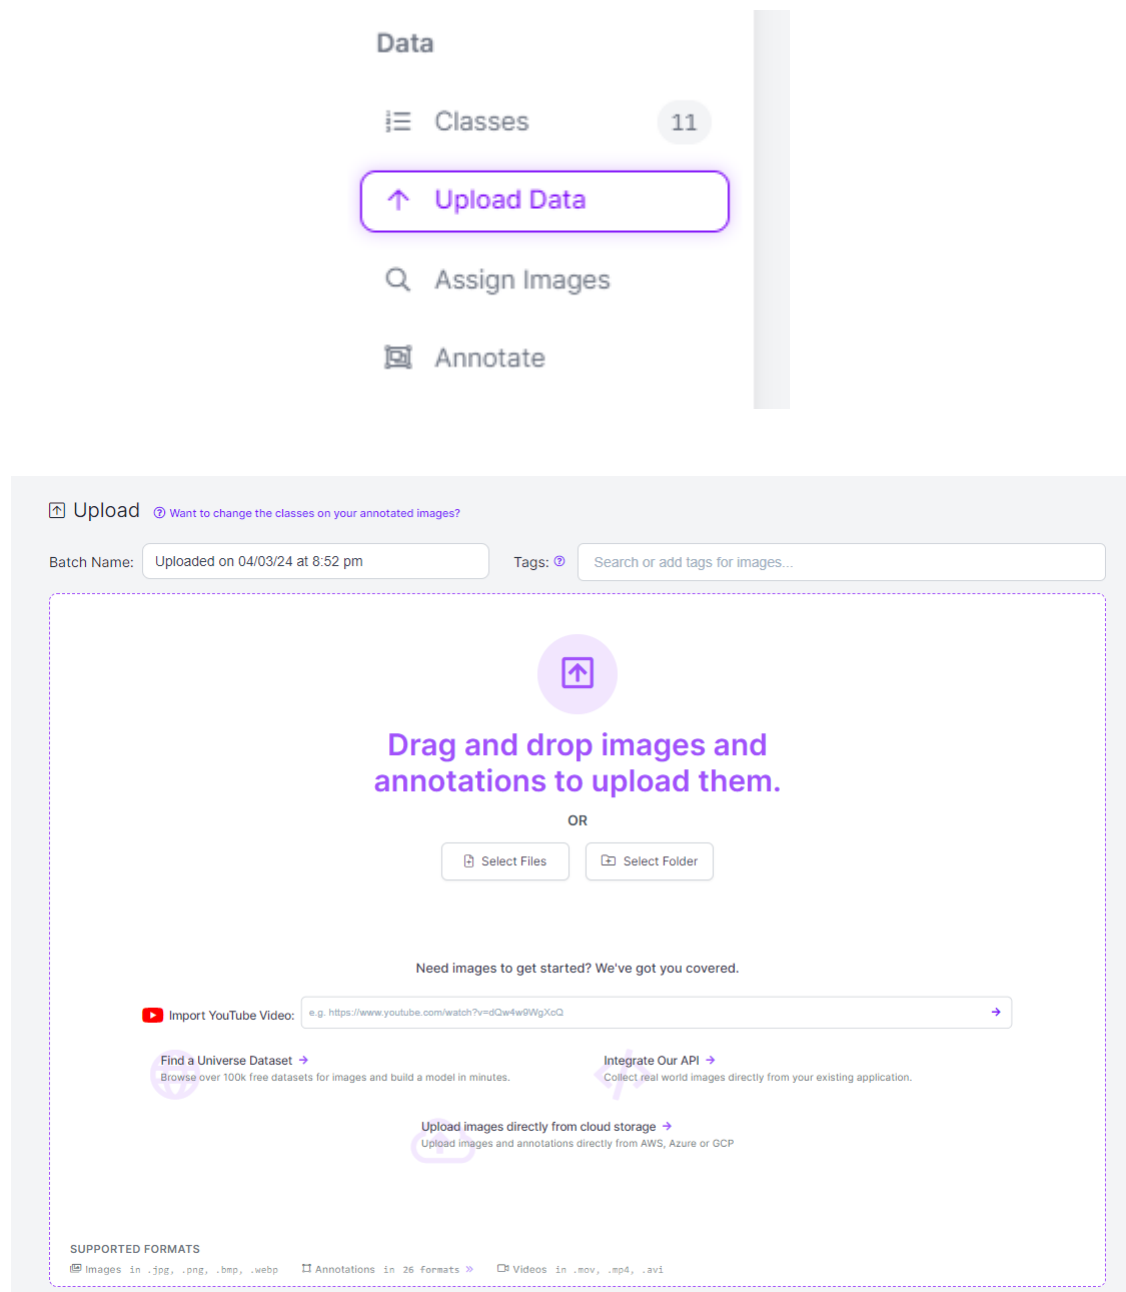 Data
Classes 11
Upload Data
Assign Images
Annotate
Upload Want to change the classes on your annotated images?
Batch Name: Uploaded on 04/03/24 at 8:52 pm Tags: Search or add tags for images...
Drag and drop images and
annotations to upload them.
OR
Select Files Select Folder
Need images to get started? We've got you covered.
Import YouTube Video: e.g. https://www.youtube.com/watch?v=dQw4w9WgXcQ
Find a Universe Dataset Integrate Our API
Browse over 100k free datasets for images and build a model in minutes. Collect real world images directly from your existing application.
Upload images directly from cloud storage
Upload images and annotations directly from AWS, Azure or GCP
SUPPORTED FORMATS
Images in .jpg, .png, .bmp, .webp Annotations in 26 formats » Videos in .mov, .mp4, .avi